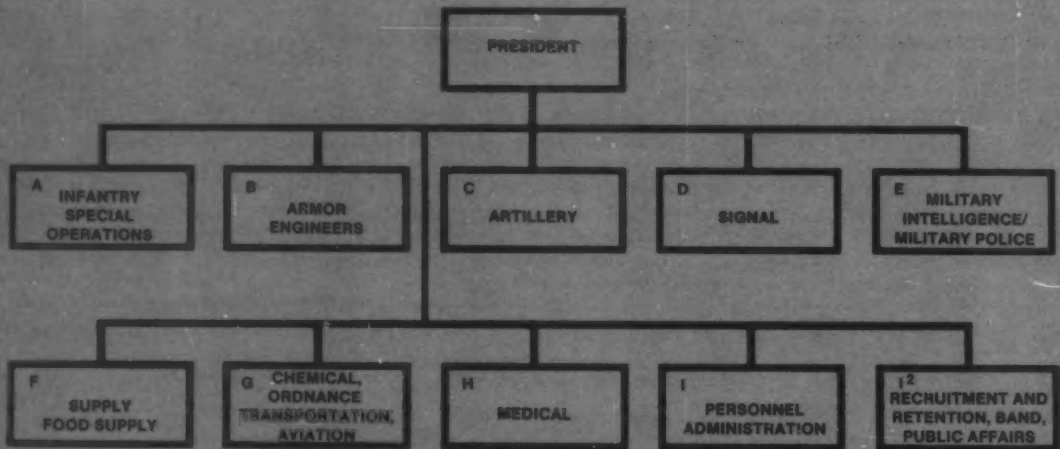 PRESIDENT
A
INFANTRY
SPECIAL
OPERATIONS
B
ARMOR
ENGINEERS
C
ARTILLERY
D
SIGNAL
E
MILITARY
INTELLIGENCE/
MILITARY POLICE
F
SUPPLY
FOOD SUPPLY
G
CHEMICAL,
ORDNANCE
TRANSPORTATION,
AVIATION
H
MEDICAL
I
PERSONNEL
ADMINISTRATION
I²
RECRUITMENT AND
RETENTION, BAND,
PUBLIC AFFAIRS